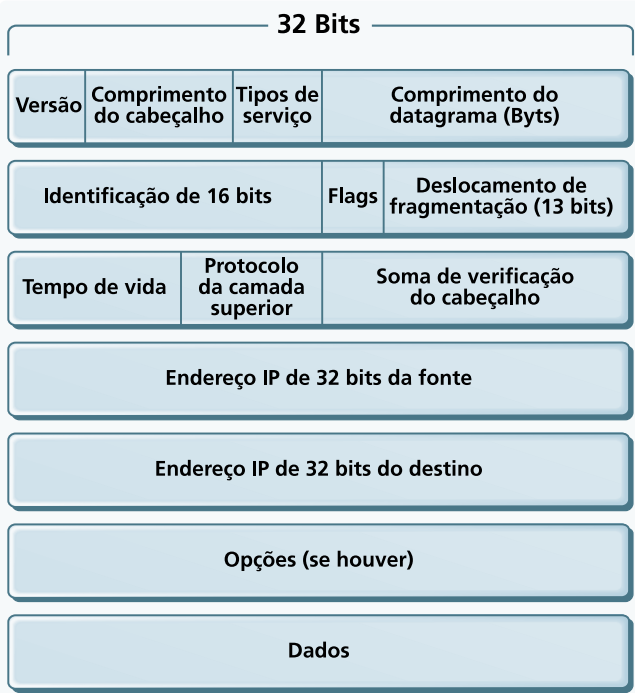 32 Bits
Versão
Comprimento
do cabeçalho
Tipos de
serviço
Comprimento do
datagrama (Byts)
Identificação de 16 bits
Flags
Deslocamento de
fragmentação (13 bits)
Tempo de vida
Protocolo
da camada
superior
Soma de verificação
do cabeçalho
Endereço IP de 32 bits da fonte
Endereço IP de 32 bits do destino
Opções (se houver)
Dados